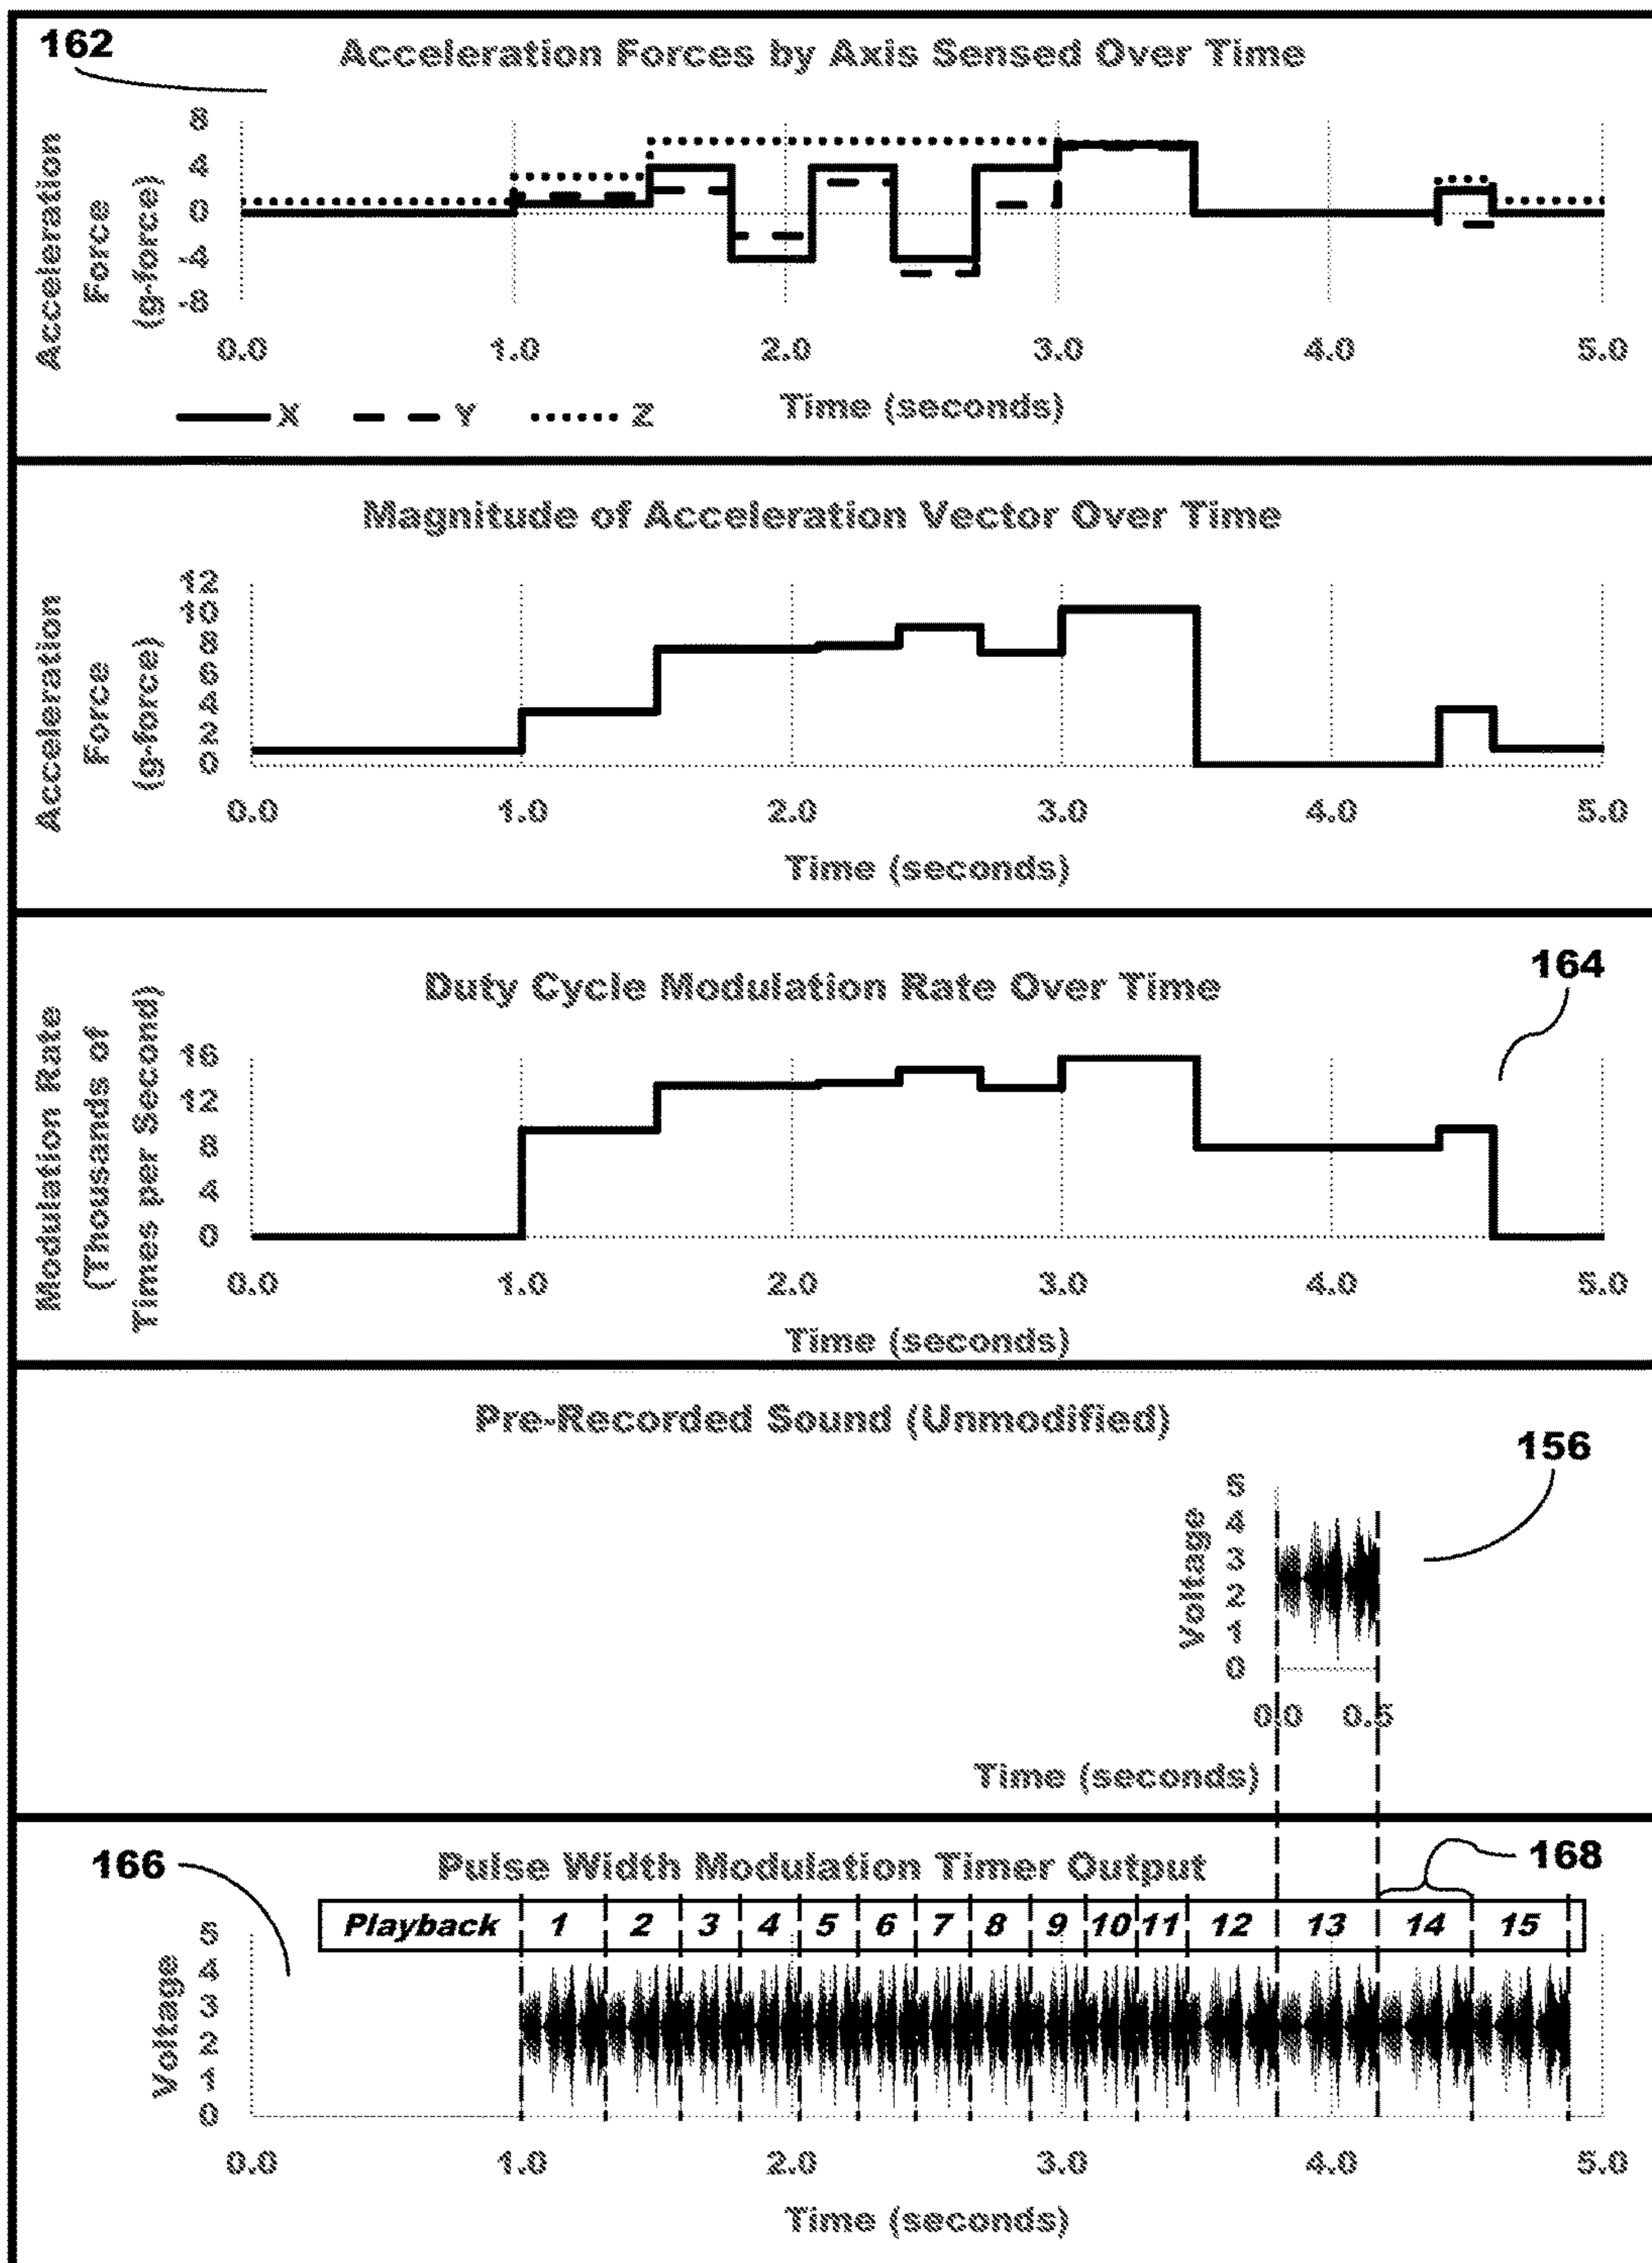 162
Acceleration Forces by Axis Sensed Over Time
Acceleration
Force
(g-force)
8
4
0
-4
-8
0.0 1.0 2.0 3.0 4.0 5.0
Time (seconds)
X Y Z
Magnitude of Acceleration Vector Over Time
Acceleration
Force
(g-force)
12
10
8
6
4
2
0
0.0 1.0 2.0 3.0 4.0 5.0
Time (seconds)
164
Duty Cycle Modulation Rate Over Time
Modulation Rate
(Thousands of
Times per Second)
16
12
8
4
0
0.0 1.0 2.0 3.0 4.0 5.0
Time (seconds)
Pre-Recorded Sound (Unmodified)
156
Voltage
5
4
3
2
1
0
0.0 0.5
Time (seconds)
166
Pulse Width Modulation Timer Output
168
Playback 1 2 3 4 5 6 7 8 9 10 11 12 13 14 15
Voltage
5
4
3
2
1
0
0.0 1.0 2.0 3.0 4.0 5.0
Time (seconds)